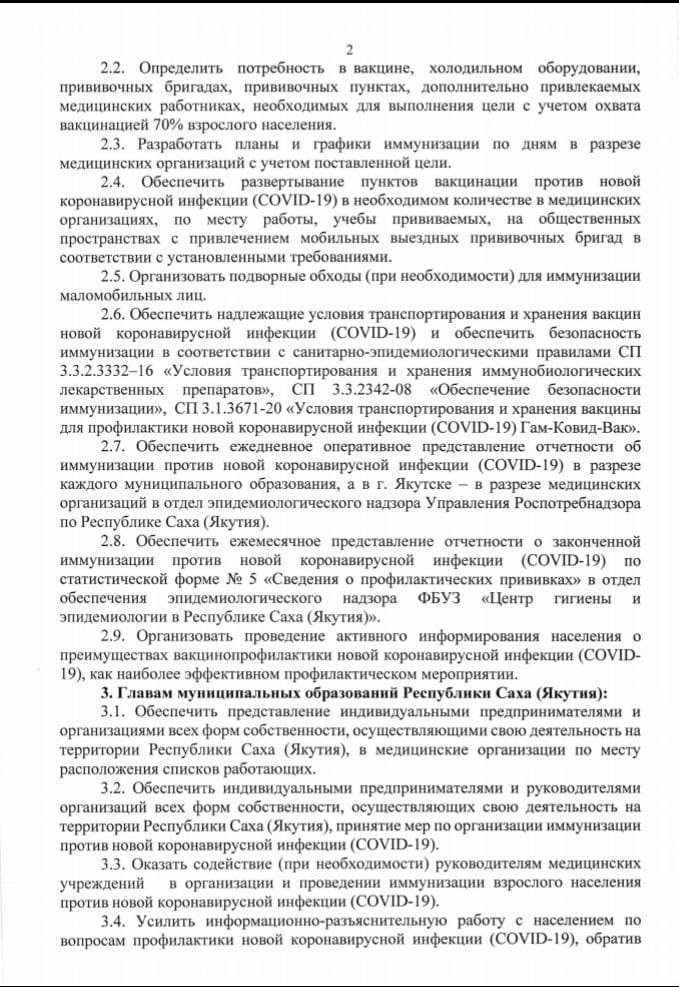 2
2.2. Определить потребность в вакцине, холодильном оборудовании,
прививочных бригадах, прививочных пунктах, дополнительно привлекаемых
медицинских работниках, необходимых для выполнения цели с учетом охвата
вакцинацией 70% взрослого населения.
2.3. Разработать планы и графики иммунизации по дням в разрезе
медицинских организаций с учетом поставленной цели.
2.4. Обеспечить развертывание пунктов вакцинации против новой
коронавирусной инфекции (COVID-19) в необходимом количестве в медицинских
организациях, по месту работы, учебы прививаемых, на общественных
пространствах с привлечением мобильных выездных прививочных бригад в
соответствии с установленными требованиями.
2.5. Организовать подворные обходы (при необходимости) для иммунизации
маломобильных лиц.
2.6. Обеспечить надлежащие условия транспортирования и хранения вакцин
новой коронавирусной инфекции (COVID-19) и обеспечить безопасность
иммунизации в соответствии с санитарно-эпидемиологическими правилами СП
3.3.2.3332–16 «Условия транспортирования и хранения иммунобиологических
лекарственных препаратов», СП 3.3.2342-08 «Обеспечение безопасности
иммунизации», СП 3.1.3671-20 «Условия транспортирования и хранения вакцины
для профилактики новой коронавирусной инфекции (COVID-19) Гам-Ковид-Вак».
2.7. Обеспечить ежедневное оперативное представление отчетности об
иммунизации против новой коронавирусной инфекции (COVID-19) в разрезе
каждого муниципального образования, а в г. Якутске – в разрезе медицинских
организаций в отдел эпидемиологического надзора Управления Роспотребнадзора
по Республике Саха (Якутия).
2.8. Обеспечить ежемесячное представление отчетности о законченной
иммунизации против новой коронавирусной инфекции (COVID-19) по
статистической форме № 5 «Сведения о профилактических прививках» в отдел
обеспечения эпидемиологического надзора ФБУЗ «Центр гигиены и
эпидемиологии в Республике Саха (Якутия)».
2.9. Организовать проведение активного информирования населения о
преимуществах вакцинопрофилактики новой коронавирусной инфекции (COVID-
19), как наиболее эффективном профилактическом мероприятии.
3. Главам муниципальных образований Республики Саха (Якутия):
3.1. Обеспечить представление индивидуальными предпринимателями и
организациями всех форм собственности, осуществляющими свою деятельность на
территории Республики Саха (Якутия), в медицинские организации по месту
расположения списков работающих.
3.2. Обеспечить индивидуальными предпринимателями и руководителями
организаций всех форм собственности, осуществляющих свою деятельность на
территории Республики Саха (Якутия), принятие мер по организации иммунизации
против новой коронавирусной инфекции (COVID-19).
3.3. Оказать содействие (при необходимости) руководителям медицинских
учреждений в организации и проведении иммунизации взрослого населения
против новой коронавирусной инфекции (COVID-19).
3.4. Усилить информационно-разъяснительную работу с населением по
вопросам профилактики новой коронавирусной инфекции (COVID-19), обратив